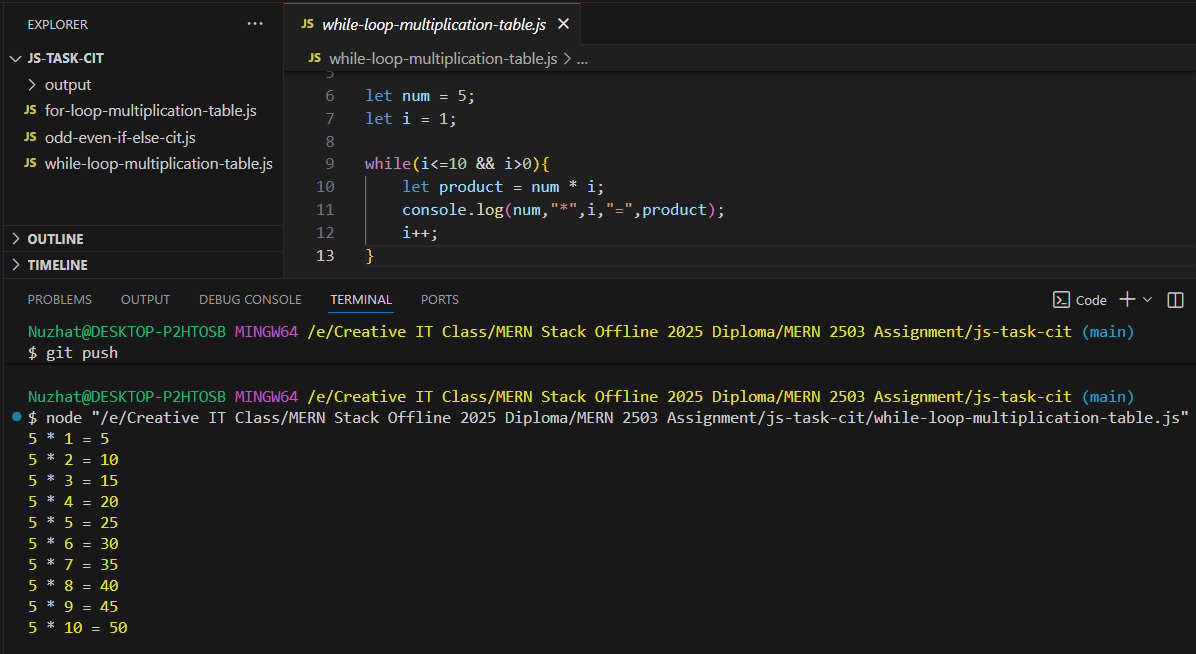 EXPLORER ...
JS-TASK-CIT
output
JS for-loop-multiplication-table.js
JS odd-even-if-else-cit.js
JS while-loop-multiplication-table.js
OUTLINE
TIMELINE
JS while-loop-multiplication-table.js
JS while-loop-multiplication-table.js > ...
5
6 let num = 5;
7 let i = 1;
8
9 while(i<=10 && i>0){
10 let product = num * i;
11 console.log(num,"*",i,"=",product);
12 i++;
13 }
PROBLEMS OUTPUT DEBUG CONSOLE TERMINAL PORTS Code
Nuzhat@DESKTOP-P2HTOSB MINGW64 /e/Creative IT Class/MERN Stack Offline 2025 Diploma/MERN 2503 Assignment/js-task-cit (main)
$ git push
Nuzhat@DESKTOP-P2HTOSB MINGW64 /e/Creative IT Class/MERN Stack Offline 2025 Diploma/MERN 2503 Assignment/js-task-cit (main)
$ node "/e/Creative IT Class/MERN Stack Offline 2025 Diploma/MERN 2503 Assignment/js-task-cit/while-loop-multiplication-table.js"
5 * 1 = 5
5 * 2 = 10
5 * 3 = 15
5 * 4 = 20
5 * 5 = 25
5 * 6 = 30
5 * 7 = 35
5 * 8 = 40
5 * 9 = 45
5 * 10 = 50